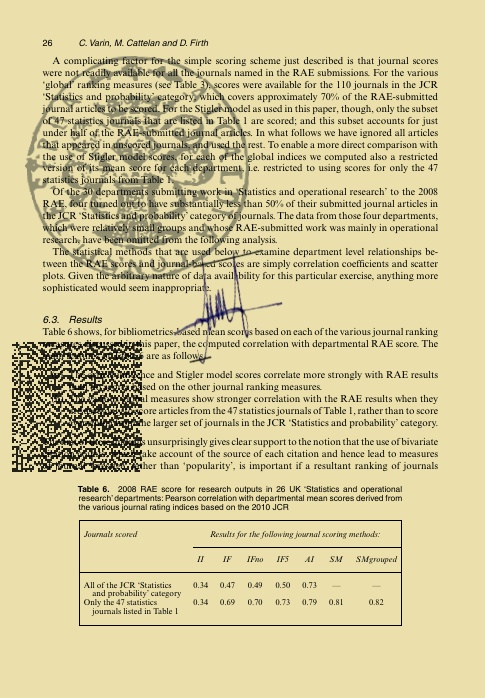 26 C. Varin, M. Cattelan and D. Firth
A complicating factor for the simple scoring scheme just described is that journal scores
were not readily available for all the journals named in the RAE submissions. For the various
‘global’ ranking measures (see Table 3), scores were available for the 110 journals in the JCR
‘Statistics and probability’ category, which covers approximately 70% of the RAE-submitted
journal articles to be scored. For the Stigler model as used in this paper, though, only the subset
of 47 statistics journals that are listed in Table 1 are scored; and this subset accounts for just
under half of the RAE-submitted journal articles. In what follows we have ignored all articles
that appeared in unscored journals, and used the rest. To enable a more direct comparison with
the use of Stigler model scores, for each of the global indices we computed also a restricted
version of its mean score for each department, i.e. restricted to using scores for only the 47
statistics journals from Table 1.
Of the 30 departments submitting work in ‘Statistics and operational research’ to the 2008
RAE, four turned out to have substantially less than 50% of their submitted journal articles in
the JCR ‘Statistics and probability’ category of journals. The data from those four departments,
which were relatively small groups and whose RAE-submitted work was mainly in operational
research, have been omitted from the following analysis.
The statistical methods that are used below to examine department level relationships be-
tween the RAE scores and journal-based scores are simply correlation coefficients and scatter
plots. Given the arbitrary nature of data availability for this particular exercise, anything more
sophisticated would seem inappropriate.
6.3. Results
Table 6 shows, for bibliometrics-based mean scores based on each of the various journal ranking
this paper, the computed correlation with departmental RAE score. The
are as follows.
and Stigler model scores correlate more strongly with RAE results
based on the other journal ranking measures.
measures show stronger correlation with the RAE results when they
score articles from the 47 statistics journals of Table 1, rather than to score
the larger set of journals in the JCR ‘Statistics and probability’ category.
unsurprisingly gives clear support to the notion that the use of bivariate
take account of the source of each citation and hence lead to measures
rather than ‘popularity’, is important if a resultant ranking of journals
Table 6. 2008 RAE score for research outputs in 26 UK ‘Statistics and operational
research’ departments: Pearson correlation with departmental mean scores derived from
the various journal rating indices based on the 2010 JCR
Journals scored Results for the following journal scoring methods:
II IF IFno IF5 AI SM SMgrouped
All of the JCR ‘Statistics 0.34 0.47 0.49 0.50 0.73 — —
and probability’ category
Only the 47 statistics 0.34 0.69 0.70 0.73 0.79 0.81 0.82
journals listed in Table 1